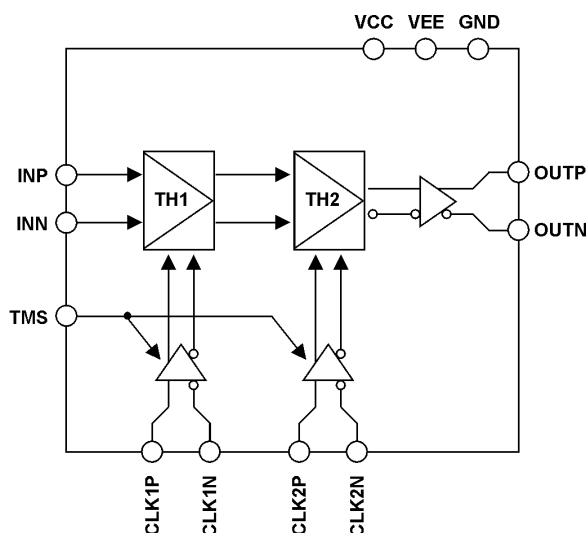 VCC VEE GND
INP
TH1
TH2
OUTP
INN
OUTN
TMS
CLK1P
CLK1N
CLK2P
CLK2N